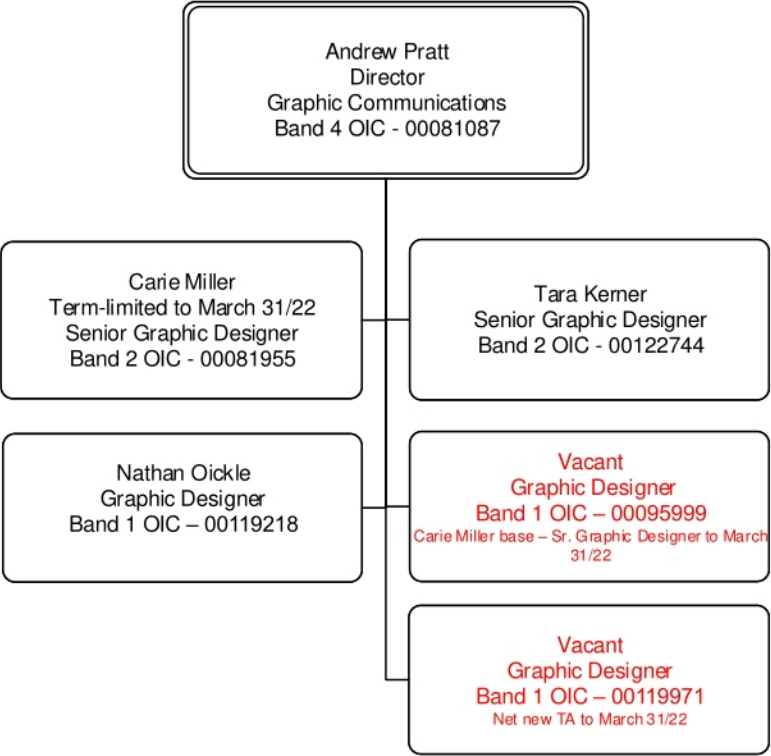 Andrew Pratt
Director
Graphic Communications
Band 4 OIC - 00081087
Carie Miller
Term-limited to March 31/22
Senior Graphic Designer
Band 2 OIC - 00081955
Tara Kerner
Senior Graphic Designer
Band 2 OIC - 00122744
Nathan Oickle
Graphic Designer
Band 1 OIC – 00119218
Vacant
Graphic Designer
Band 1 OIC – 00095999
Carie Miller base – Sr. Graphic Designer to March
31/22
Vacant
Graphic Designer
Band 1 OIC – 00119971
Net new TA to March 31/22